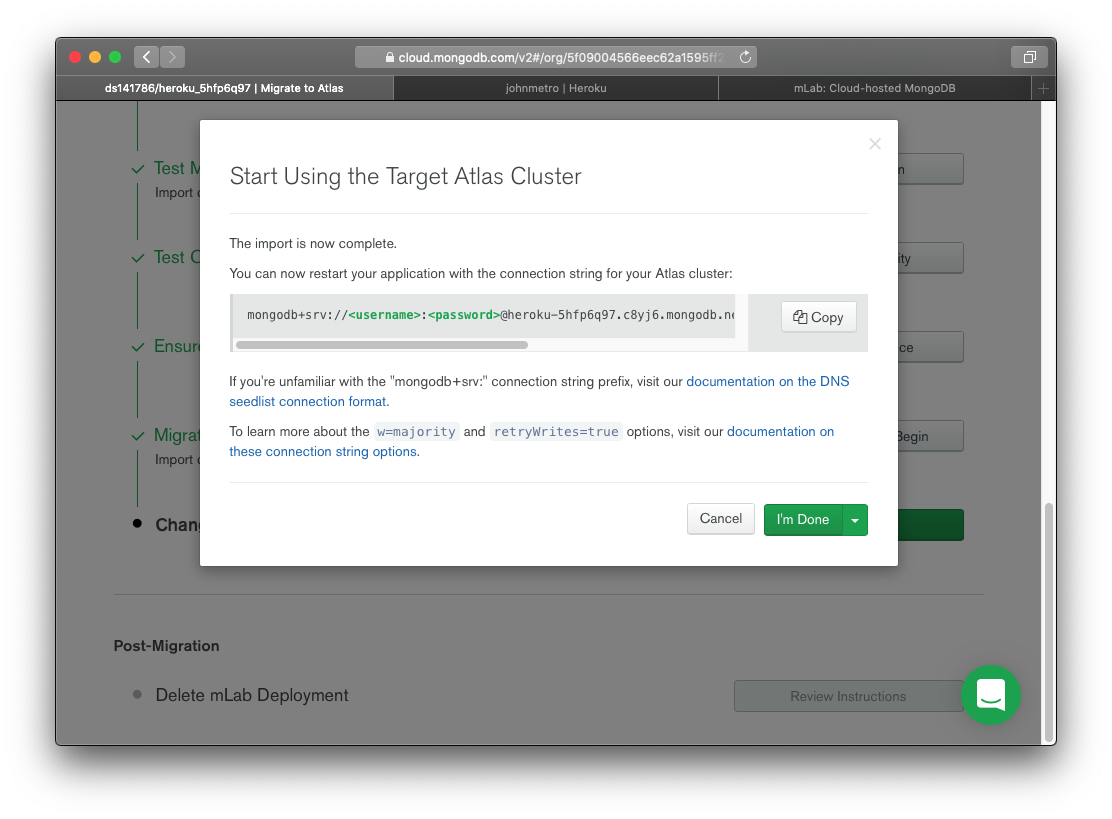 cloud.mongodb.com/v2#/org/5f09004566eec62a1595ff2
ds141786/heroku_5hfp6q97 | Migrate to Atlas
johnmetro | Heroku
mLab: Cloud-hosted MongoDB
Start Using the Target Atlas Cluster
The import is now complete.
You can now restart your application with the connection string for your Atlas cluster:
mongodb+srv://<username>:<password>@heroku-5hfp6q97.c8yj6.mongodb.ne
Copy
If you're unfamiliar with the "mongodb+srv:" connection string prefix, visit our documentation on the DNS
seedlist connection format.
To learn more about the w=majority and retryWrites=true options, visit our documentation on
these connection string options.
Cancel
I'm Done
Test M
Import
n
Test C
ity
Ensure
ce
Migrat
Import
Begin
Chan
Post-Migration
Delete mLab Deployment
Review Instructions